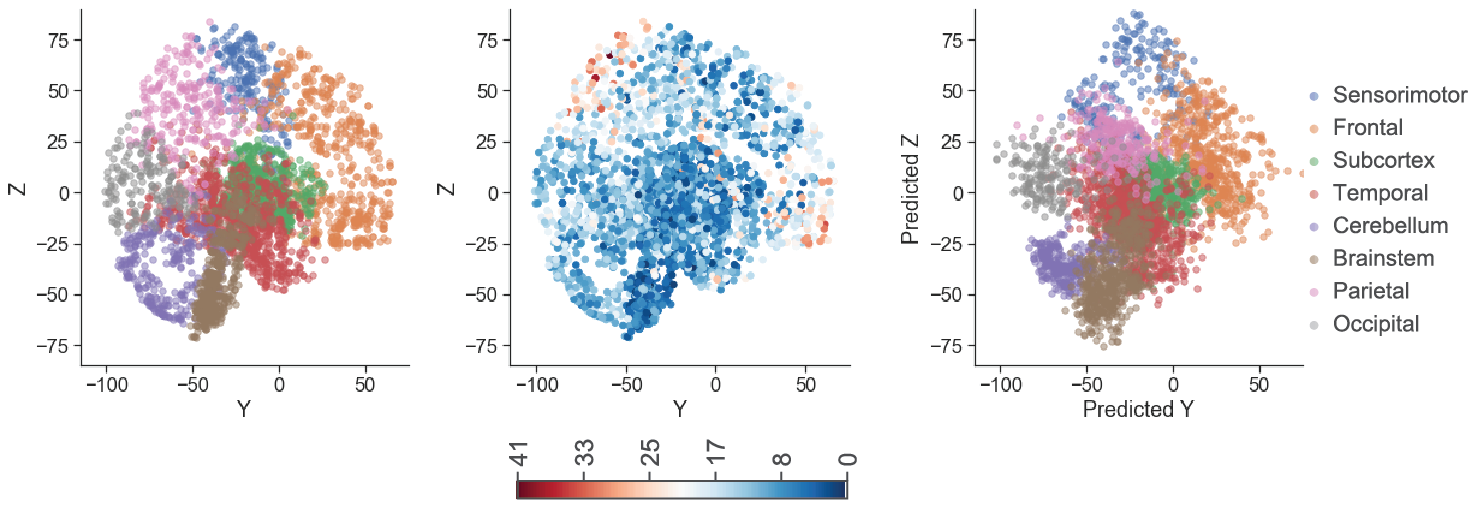 75
50
25
0
−25
−50
−75
Z
−100
−50
0
50
Y
75
50
25
0
−25
−50
−75
Z
−100
−50
0
50
Y
41
33
25
17
8
0
75
50
25
0
−25
−50
−75
Predicted Z
−100
−50
0
50
Predicted Y
Sensorimotor
Frontal
Subcortex
Temporal
Cerebellum
Brainstem
Parietal
Occipital